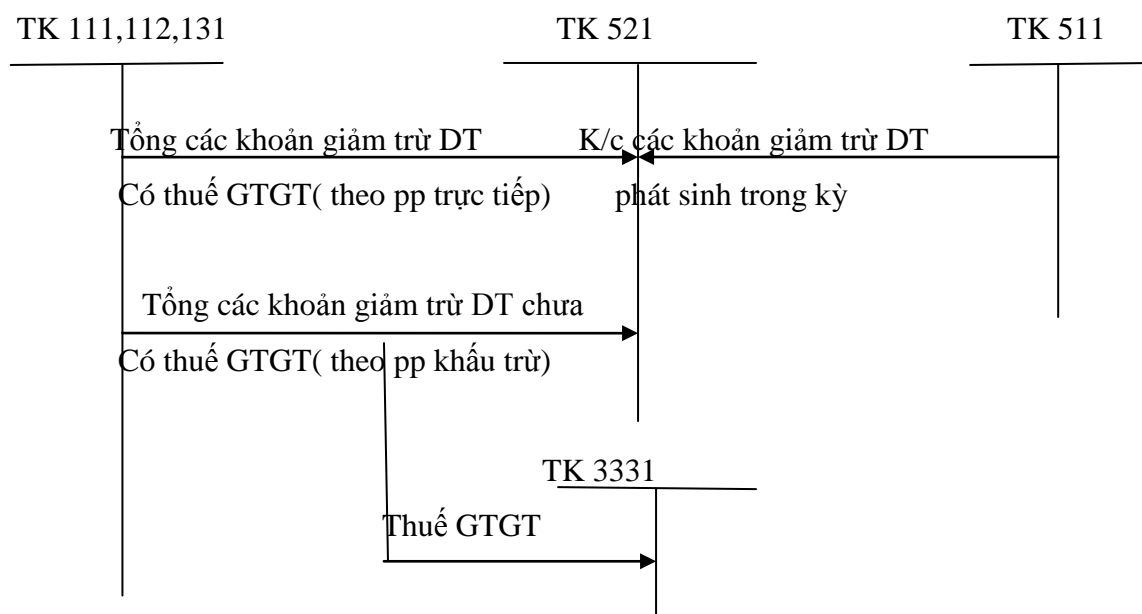 TK 111,112,131
TK 521
TK 511
Tổng các khoản giảm trừ DT
K/c các khoản giảm trừ DT
Có thuế GTGT( theo pp trực tiếp)
phát sinh trong kỳ
Tổng các khoản giảm trừ DT chưa
Có thuế GTGT( theo pp khấu trừ)
TK 3331
Thuế GTGT